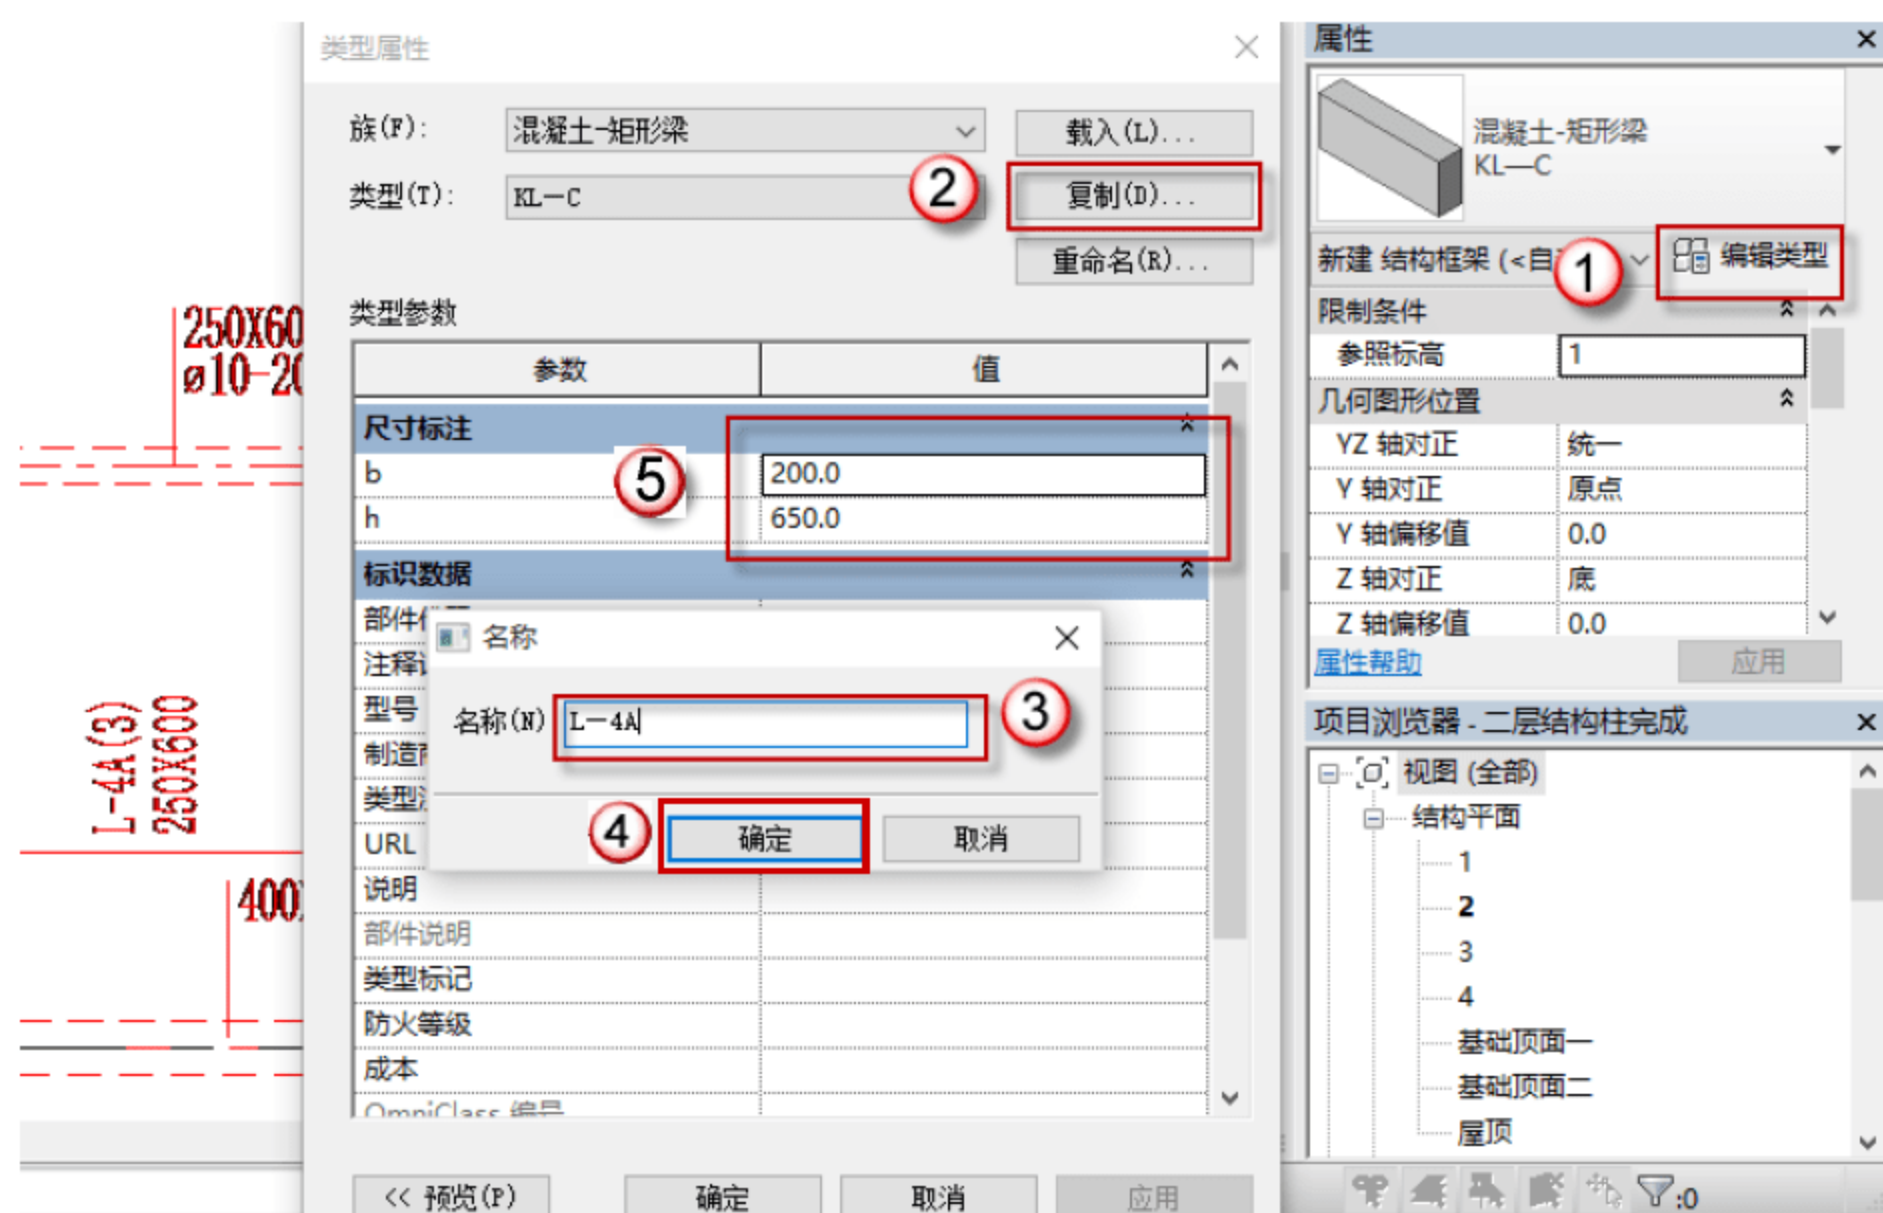 类型属性
族(F):
混凝土-矩形梁
载入(L)...
类型(T):
KL—C
2
复制(D)...
重命名(R)...
类型参数
参数
值
尺寸标注
b
200.0
5
h
650.0
标识数据
部件
注释
型号
制造
类型
URL
说明
部件说明
类型标记
防火等级
成本
OmniClass 编号
<< 预览(P)
确定
取消
应用
名称
名称(N)
L—4A
3
4
确定
取消
250X60
ø10-20
L-4A(3)
250X600
400
属性
混凝土-矩形梁
KL—C
新建 结构框架 (<自
1
编辑类型
限制条件
参照标高
1
几何图形位置
YZ 轴对正
统一
Y 轴对正
原点
Y 轴偏移值
0.0
Z 轴对正
底
Z 轴偏移值
0.0
属性帮助
应用
项目浏览器 - 二层结构柱完成
视图 (全部)
结构平面
1
2
3
4
基础顶面一
基础顶面二
屋顶
:0